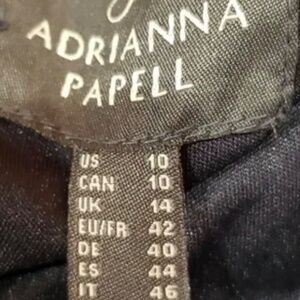 ADRIANNA
PAPELL
US 10
CAN 10
UK 14
EU/FR 42
DE 40
ES 44
IT 46